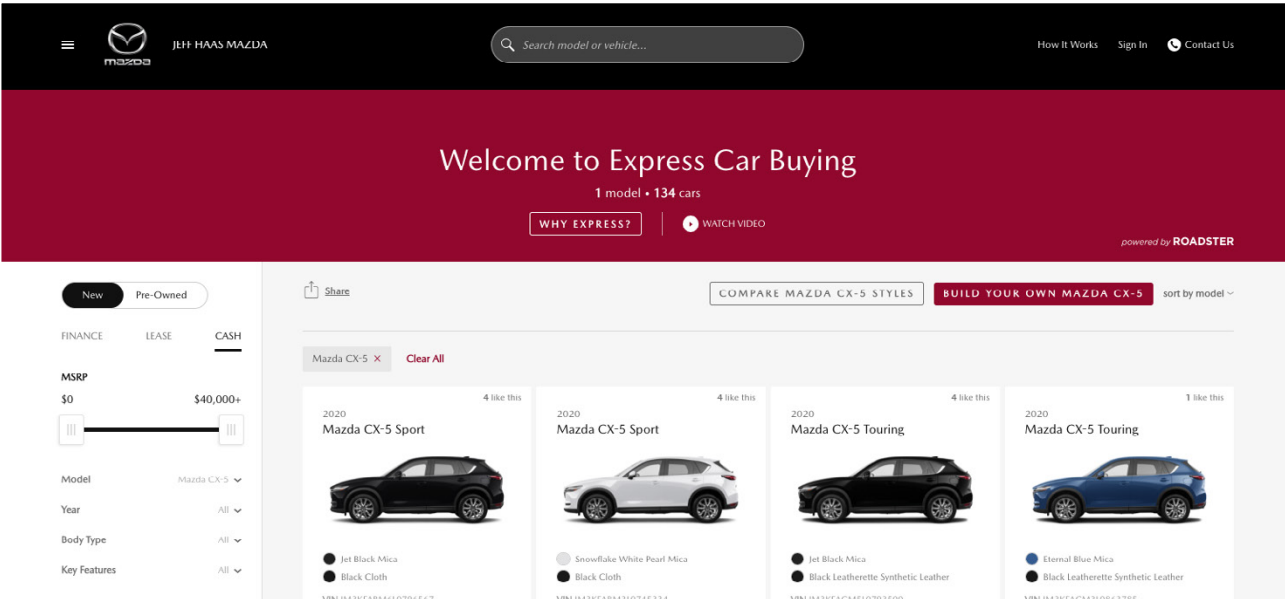 mazda
JEFF HAAS MAZDA
Search model or vehicle...
How It Works
Sign In
Contact Us
Welcome to Express Car Buying
1 model • 134 cars
WHY EXPRESS?
WATCH VIDEO
powered by ROADSTER
New
Pre-Owned
FINANCE
LEASE
CASH
MSRP
$0
$40,000+
Model
Mazda CX-5
Year
All
Body Type
All
Key Features
All
Share
COMPARE MAZDA CX-5 STYLES
BUILD YOUR OWN MAZDA CX-5
sort by model
Mazda CX-5 ×
Clear All
4 like this
2020
Mazda CX-5 Sport
Jet Black Mica
Black Cloth
4 like this
2020
Mazda CX-5 Sport
Snowflake White Pearl Mica
Black Cloth
4 like this
2020
Mazda CX-5 Touring
Jet Black Mica
Black Leatherette Synthetic Leather
1 like this
2020
Mazda CX-5 Touring
Eternal Blue Mica
Black Leatherette Synthetic Leather